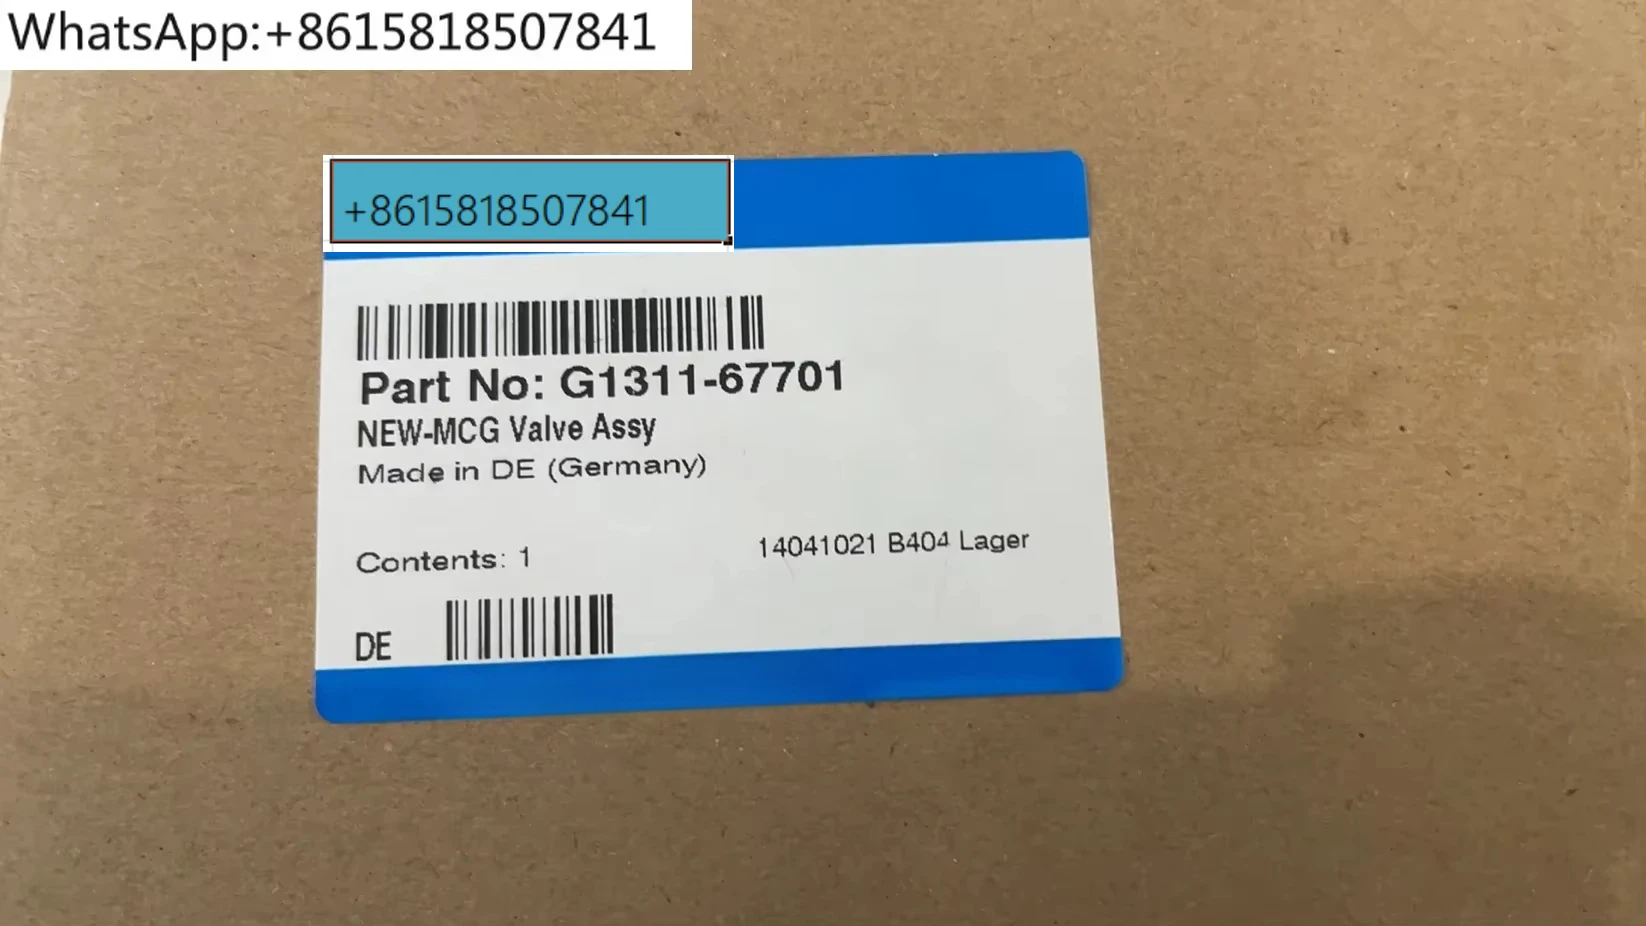 WhatsApp:+8615818507841
+8615818507841
Part No: G1311-67701
NEW-MCG Valve Assy
Made in DE (Germany)
Contents: 1
14041021 B404 Lager
DE